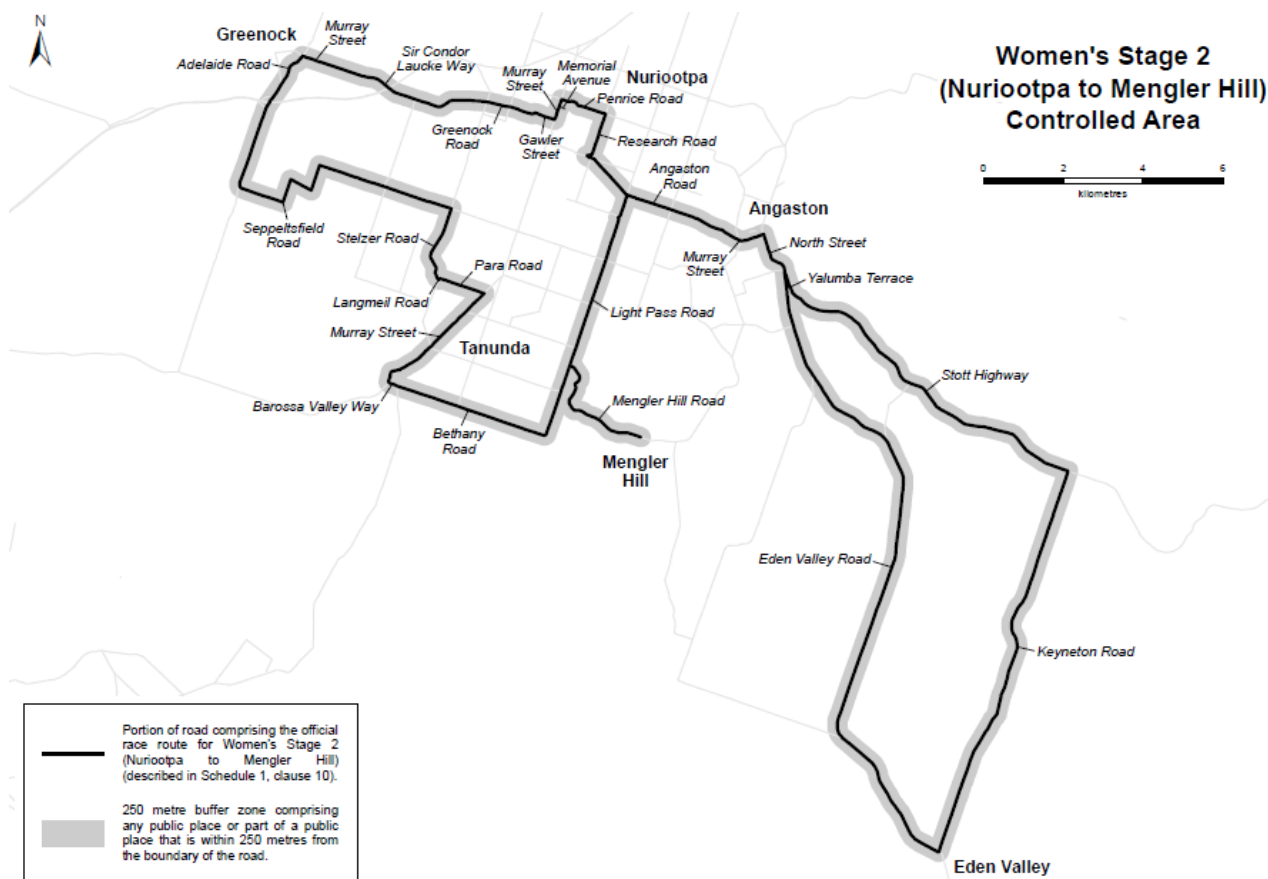 N
Greenock
Murray
Street
Adelaide Road
Sir Condor
Laucke Way
Murray
Street
Memorial
Avenue
Nuriootpa
Penrice Road
Women's Stage 2
(Nuriootpa to Mengler Hill)
Controlled Area
0 2 4 6
kilometres
Greenock
Road
Gawler
Street
Research Road
Angaston
Road
Angaston
Seppeltsfield
Road
Stelzer Road
Murray
Street
North Street
Para Road
Yalumba Terrace
Langmeil Road
Light Pass Road
Murray Street
Tanunda
Stott Highway
Barossa Valley Way
Mengler Hill Road
Bethany
Road
Mengler
Hill
Eden Valley Road
Keyneton Road
Portion of road comprising the official
race route for Women's Stage 2
(Nuriootpa to Mengler Hill)
(described in Schedule 1, clause 10).
250 metre buffer zone comprising
any public place or part of a public
place that is within 250 metres from
the boundary of the road.
Eden Valley